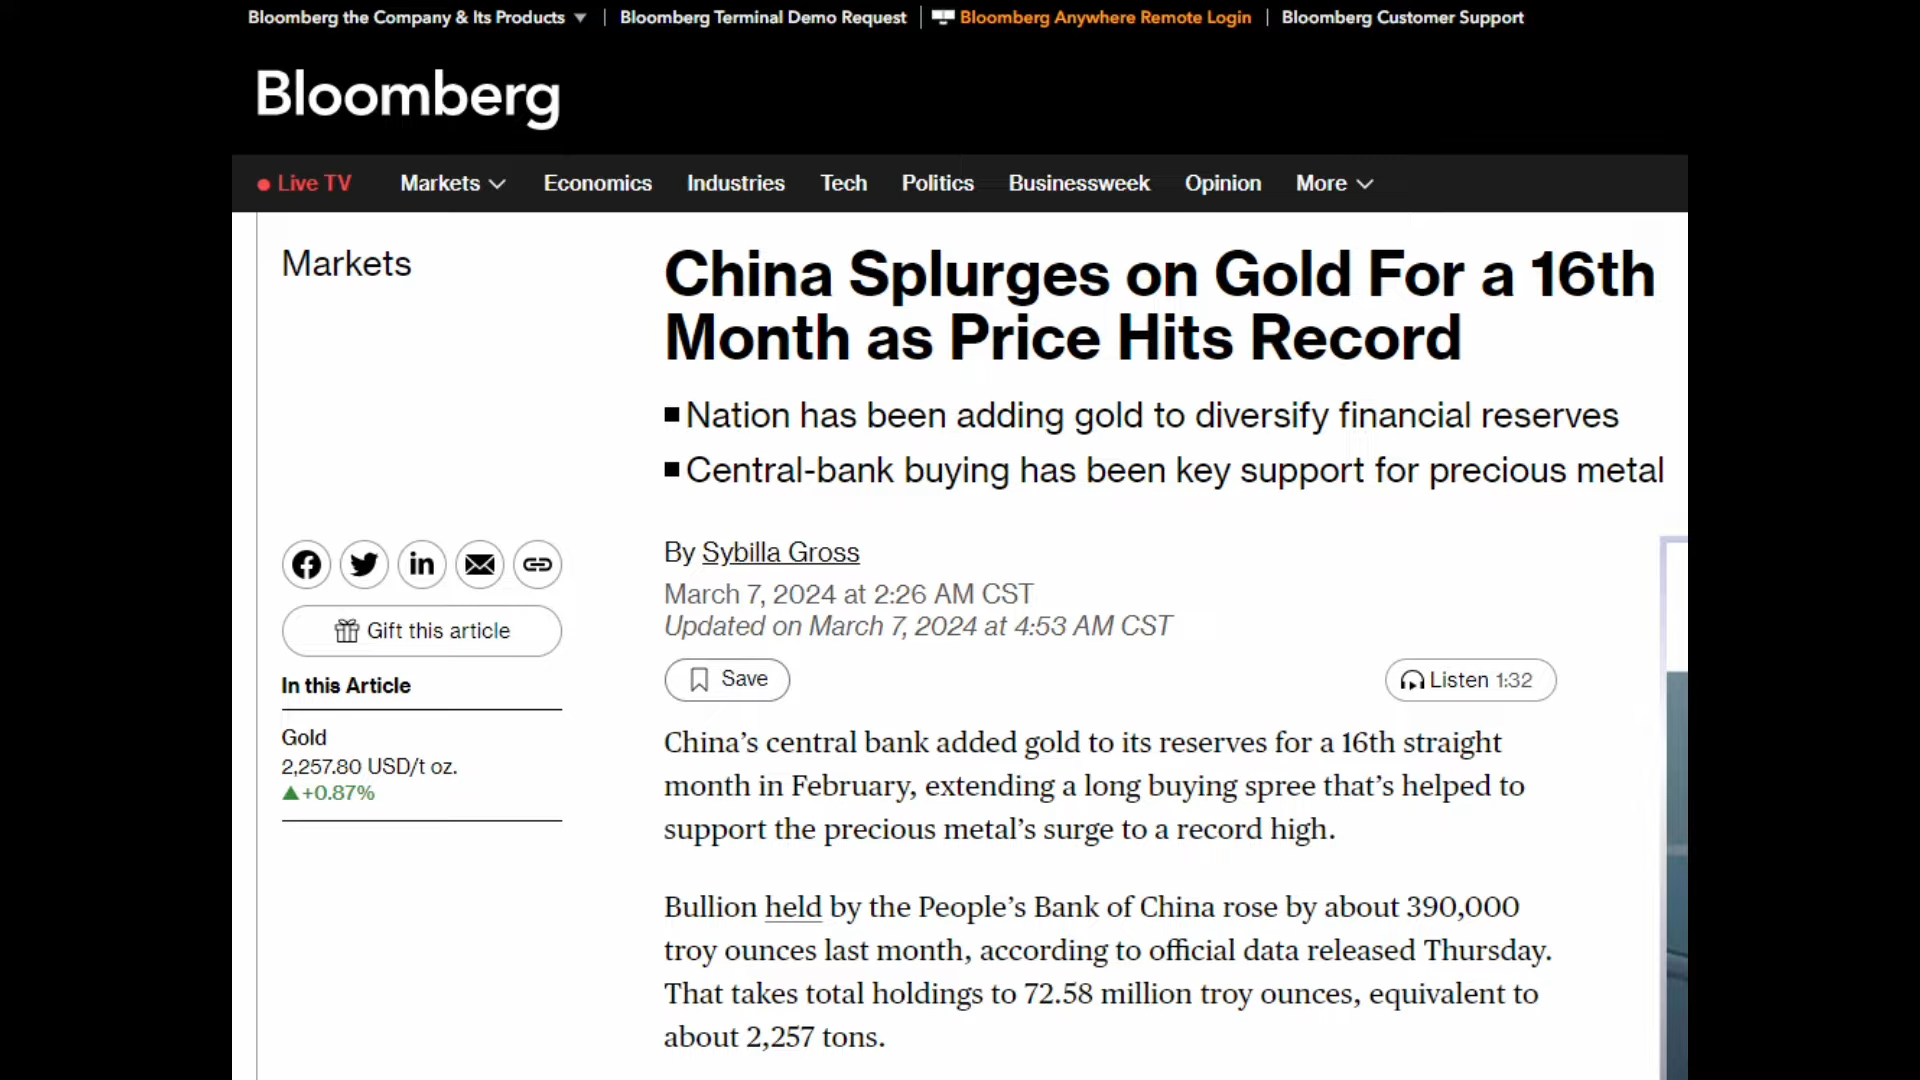 Bloomberg the Company & Its Products ▼ | Bloomberg Terminal Demo Request | Bloomberg Anywhere Remote Login | Bloomberg Customer Support
Bloomberg
Live TV Markets Economics Industries Tech Politics Businessweek Opinion More
Markets
China Splurges on Gold For a 16th
Month as Price Hits Record
Nation has been adding gold to diversify financial reserves
Central-bank buying has been key support for precious metal
By Sybilla Gross
March 7, 2024 at 2:26 AM CST
Updated on March 7, 2024 at 4:53 AM CST
Gift this article
Save
Listen 1:32
In this Article
Gold
2,257.80 USD/t oz.
▲+0.87%
China’s central bank added gold to its reserves for a 16th straight
month in February, extending a long buying spree that’s helped to
support the precious metal’s surge to a record high.
Bullion held by the People’s Bank of China rose by about 390,000
troy ounces last month, according to official data released Thursday.
That takes total holdings to 72.58 million troy ounces, equivalent to
about 2,257 tons.